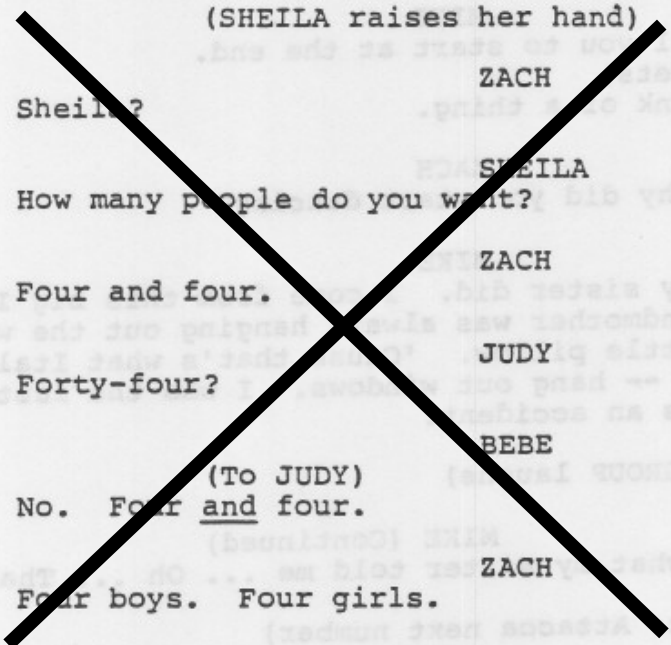 (SHEILA raises her hand)
ZACH
Sheila?
SHEILA
How many people do you want?
ZACH
Four and four.
JUDY
Forty-four?
BEBE
(To JUDY)
No. Four and four.
ZACH
Four boys. Four girls.